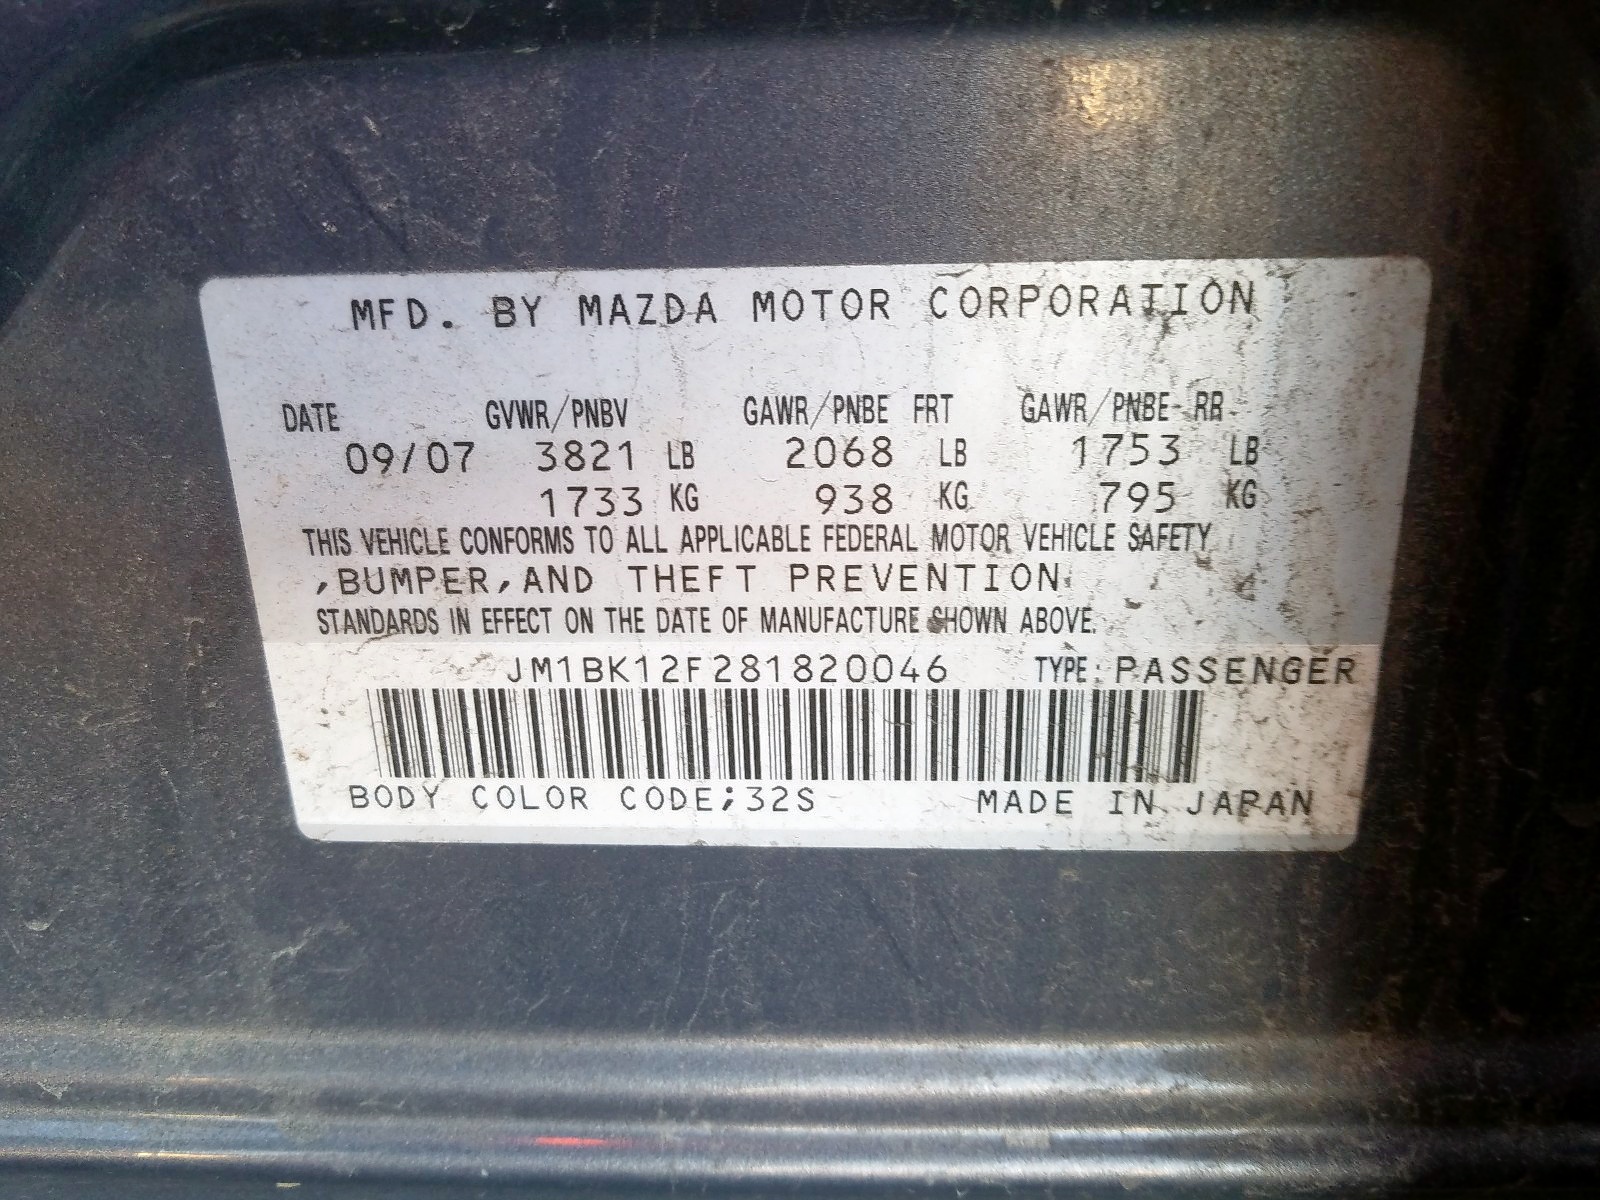 MFD. BY MAZDA MOTOR CORPORATION
DATE GVWR/PNBV GAWR/PNBE FRT GAWR/PNBE RR
09/07 3821 LB 2068 LB 1753 LB
1733 KG 938 KG 795 KG
THIS VEHICLE CONFORMS TO ALL APPLICABLE FEDERAL MOTOR VEHICLE SAFETY
,BUMPER,AND THEFT PREVENTION
STANDARDS IN EFFECT ON THE DATE OF MANUFACTURE SHOWN ABOVE.
JM1BK12F281820046 TYPE: PASSENGER
BODY COLOR CODE;32S MADE IN JAPAN